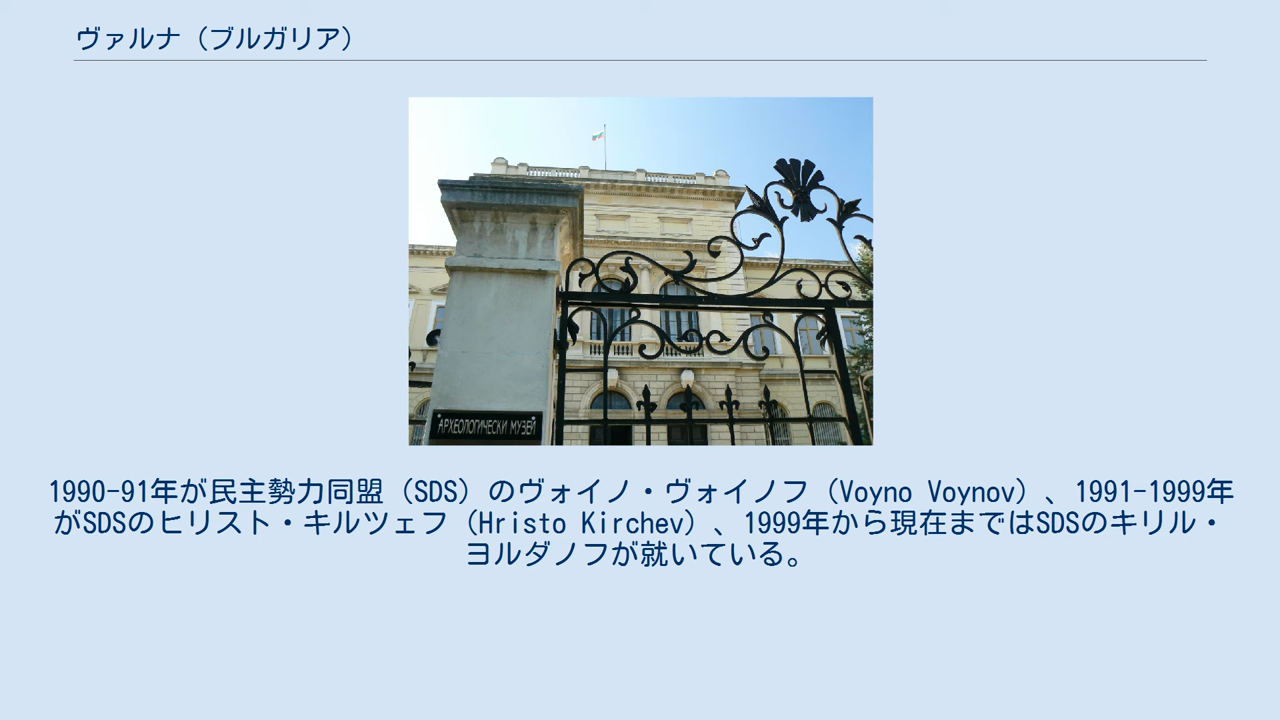 ヴァルナ（ブルガリア）
АРХЕОЛОГИЧЕСКИ МУЗЕЙ
1990-91年が民主勢力同盟（SDS）のヴォイノ・ヴォイノフ（Voyno Voynov）、1991-1999年
がSDSのヒリスト・キルツェフ（Hristo Kirchev）、1999年から現在まではSDSのキリル・
ヨルダノフが就いている。